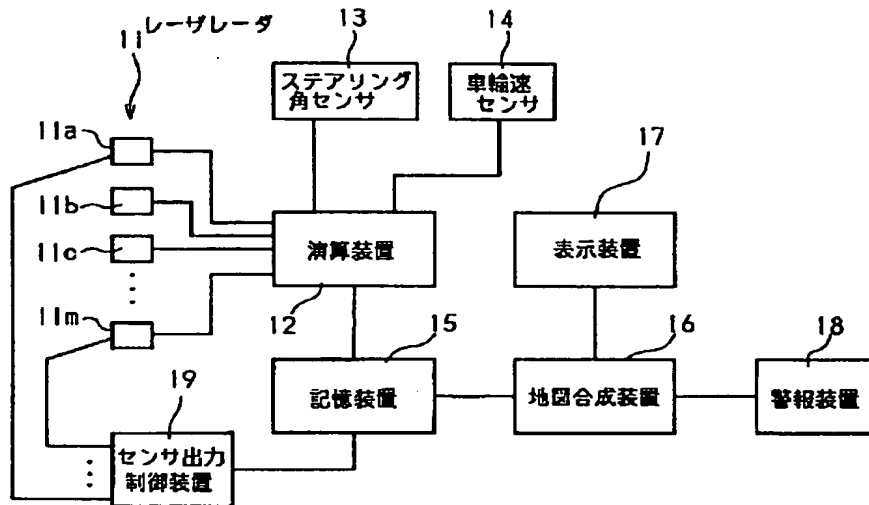 レーザレーダ
11
13
14
ステアリング
角センサ
車輪速
センサ
11a
17
11b
演算装置
表示装置
11c
11m
12
15
16
18
記憶装置
地図合成装置
警報装置
19
センサ出力
制御装置